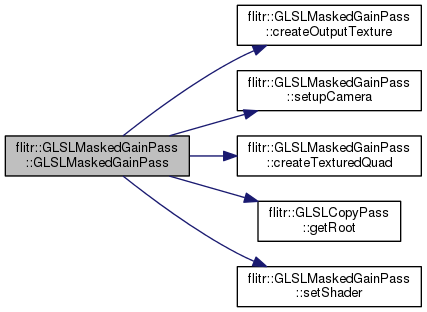 flitr::GLSLMaskedGainPass
::createOutputTexture
flitr::GLSLMaskedGainPass
::setupCamera
flitr::GLSLMaskedGainPass
::GLSLMaskedGainPass
flitr::GLSLMaskedGainPass
::createTexturedQuad
flitr::GLSLCopyPass
::getRoot
flitr::GLSLMaskedGainPass
::setShader